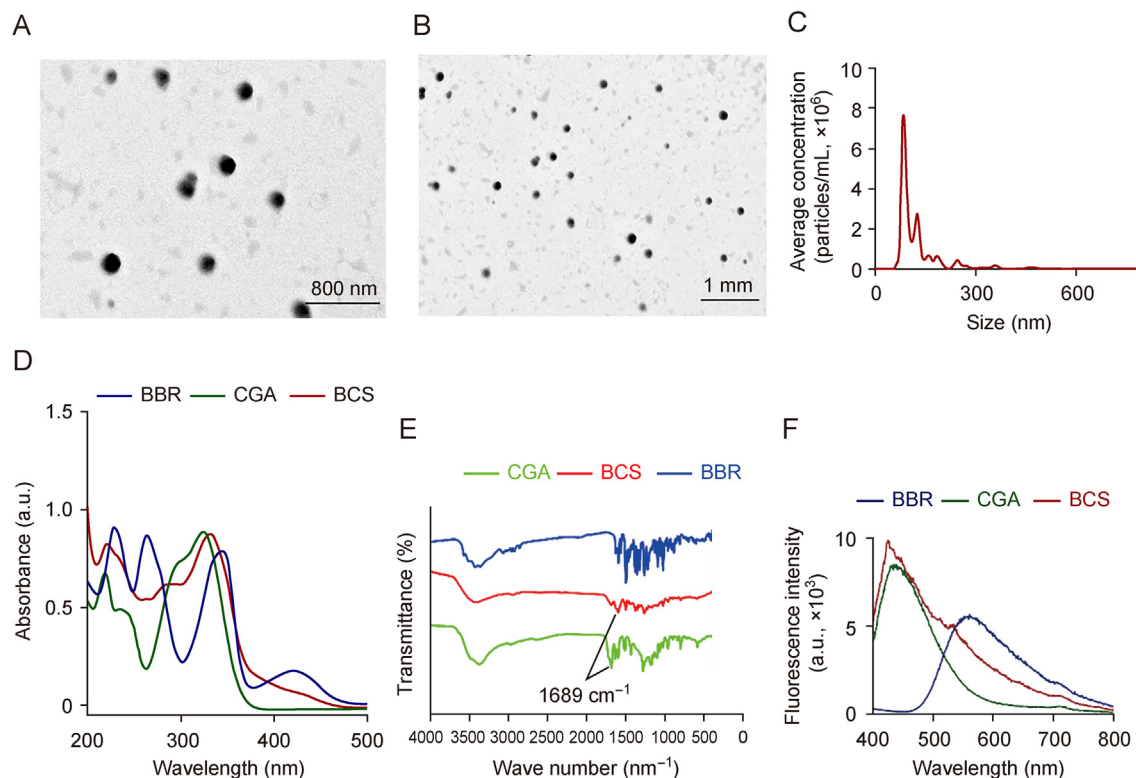 A
800 nm
B
1 mm
C
Average concentration
(particles/mL, ×10⁶)
10
8
6
4
2
0
0 300 600
Size (nm)
D
BBR CGA BCS
Absorbance (a.u.)
1.5
1.0
0.5
0
200 300 400 500
Wavelength (nm)
E
CGA BCS BBR
Transmittance (%)
1689 cm⁻¹
4000 3500 3000 2500 2000 1500 1000 500 0
Wave number (nm⁻¹)
F
BBR CGA BCS
Fluorescence intensity
(a.u., ×10³)
10
5
0
400 500 600 700 800
Wavelength (nm)